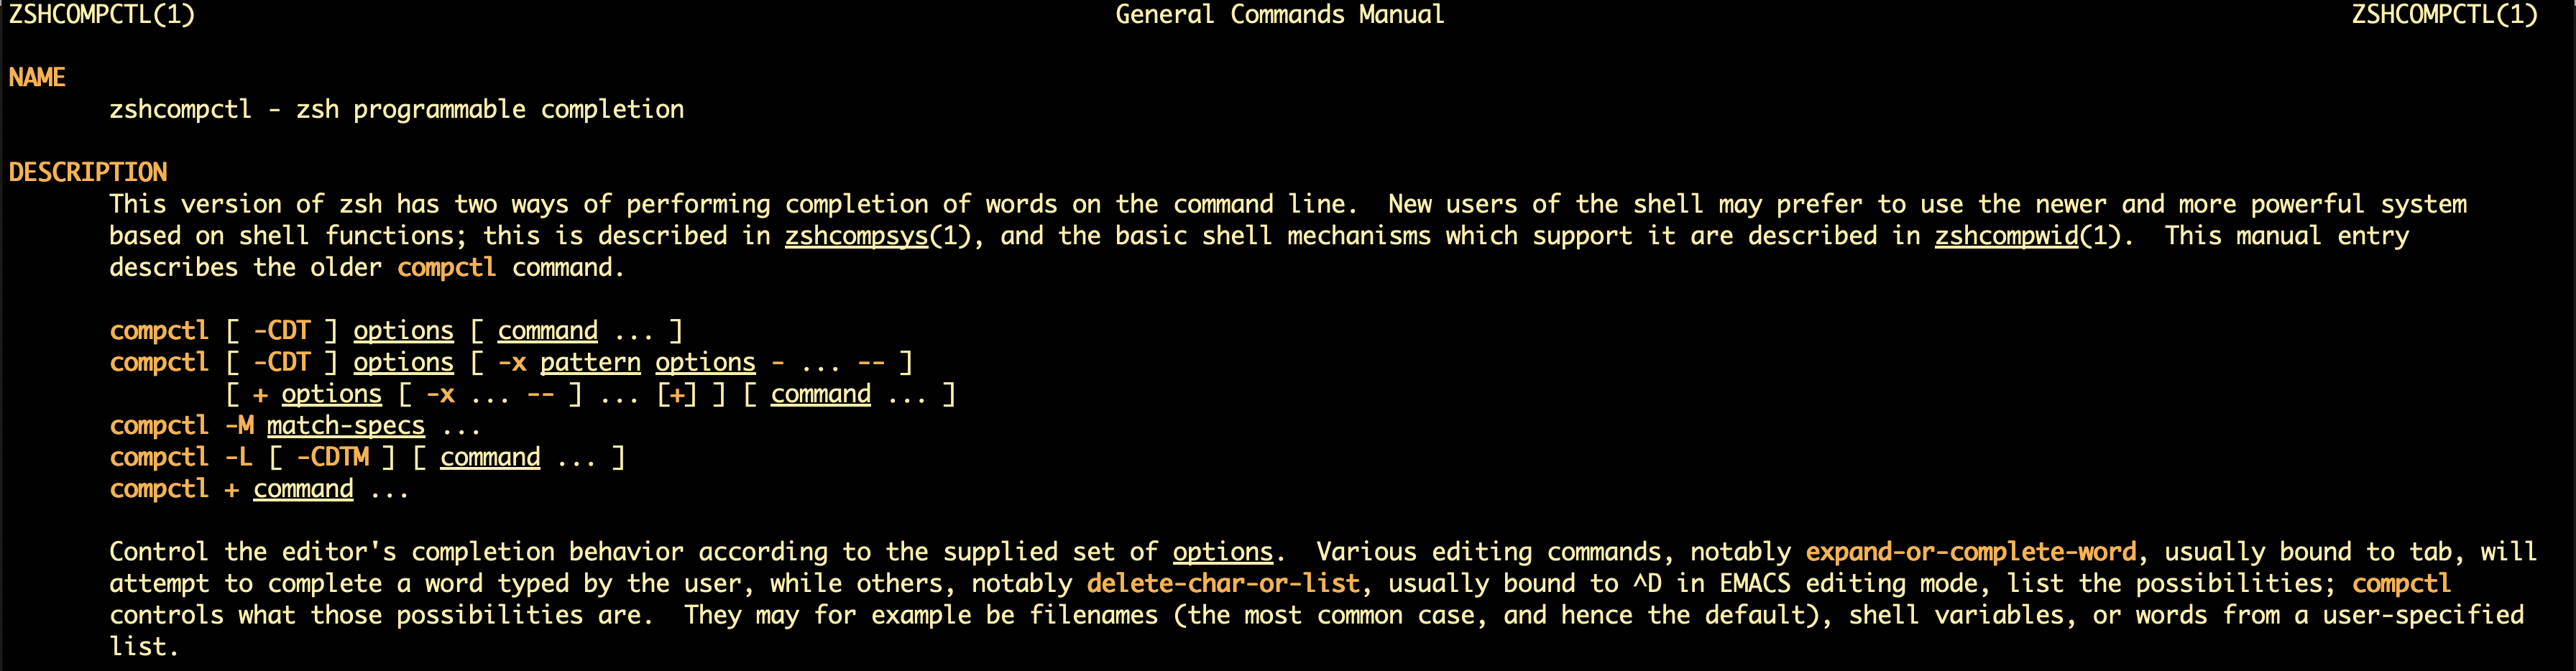 ZSHCOMPCTL(1) General Commands Manual ZSHCOMPCTL(1)
NAME
zshcompctl - zsh programmable completion
DESCRIPTION
This version of zsh has two ways of performing completion of words on the command line.  New users of the shell may prefer to use the newer and more powerful system
based on shell functions; this is described in zshcompsys(1), and the basic shell mechanisms which support it are described in zshcompwid(1).  This manual entry
describes the older compctl command.
compctl [ -CDT ] options [ command ... ]
compctl [ -CDT ] options [ -x pattern options - ... -- ]
[ + options [ -x ... -- ] ... [+] ] [ command ... ]
compctl -M match-specs ...
compctl -L [ -CDTM ] [ command ... ]
compctl + command ...
Control the editor's completion behavior according to the supplied set of options.  Various editing commands, notably expand-or-complete-word, usually bound to tab, will
attempt to complete a word typed by the user, while others, notably delete-char-or-list, usually bound to ^D in EMACS editing mode, list the possibilities; compctl
controls what those possibilities are.  They may for example be filenames (the most common case, and hence the default), shell variables, or words from a user-specified
list.